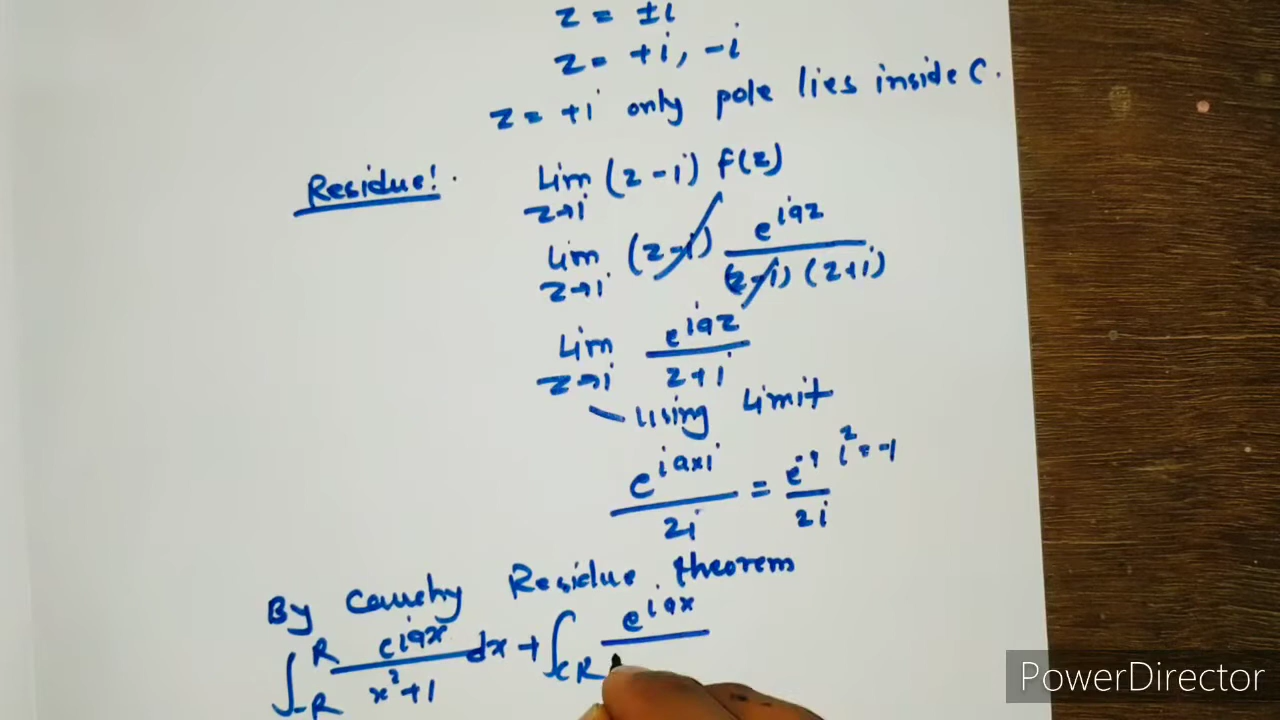 z = ±i
z = +i, -i
z = +i only pole lies inside C.
Residue!. Lim z→i (z-i) f(z)
Lim z→i (z-i) e^iaz / (z-i) (z+i)
Lim z→i e^iaz / z+i
Using Limit
e^iaxi / 2i = / 2i i² = -1
By Cauchy Residue theorem
∫-R R e^iax / x²+1 dx + ∫CR e^iax
PowerDirector